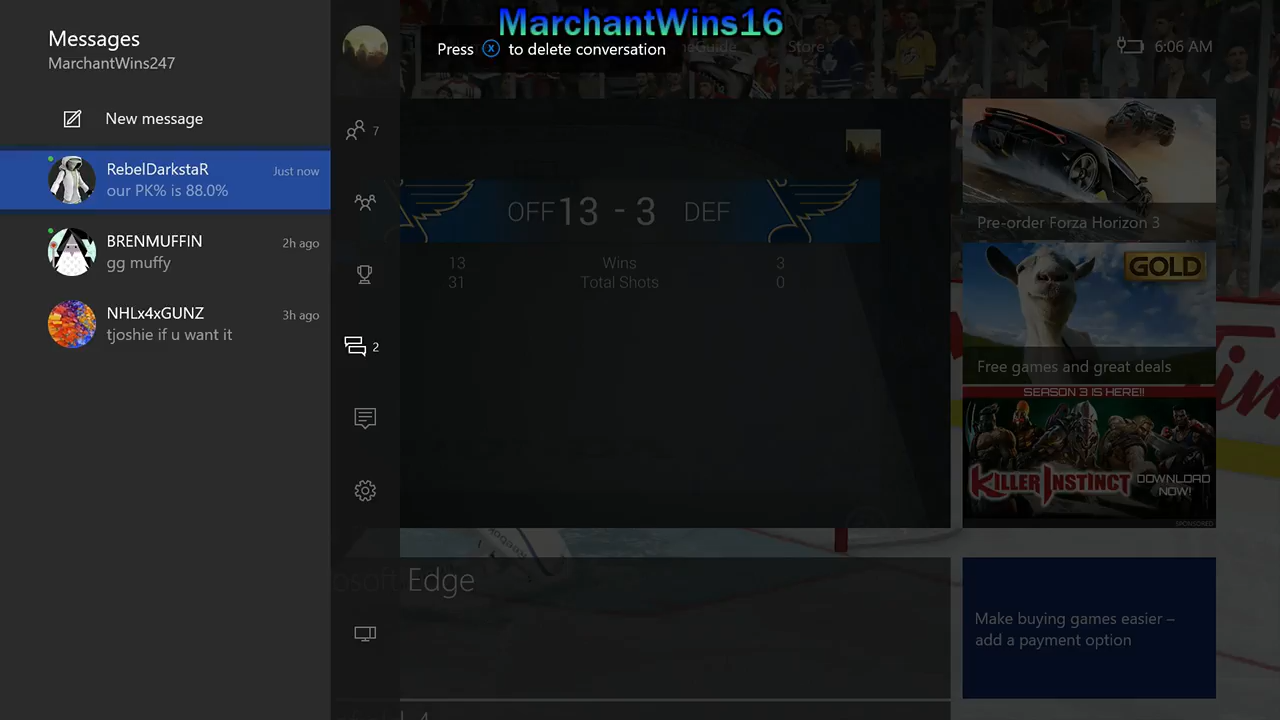 MarchantWins16
Messages
MarchantWins247
Press X to delete conversation
Store
6:06 AM
New message
RebelDarkstaR
Just now
our PK% is 88.0%
BRENMUFFIN
2h ago
gg muffy
NHLx4xGUNZ
3h ago
tjoshie if u want it
7
2
OFF 13 - 3 DEF
13 Wins 3
31 Total Shots 0
Pre-order Forza Horizon 3
GOLD
Free games and great deals
SEASON 3 IS HERE!!
KILLER INSTINCT
DOWNLOAD NOW!
SPONSORED
osoft Edge
Make buying games easier –
add a payment option